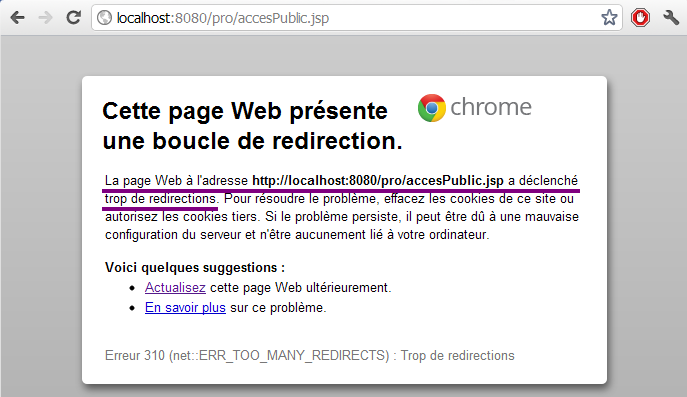 localhost:8080/pro/accesPublic.jsp
Cette page Web présente
une boucle de redirection.
chrome
La page Web à l'adresse http://localhost:8080/pro/accesPublic.jsp a déclenché
trop de redirections. Pour résoudre le problème, effacez les cookies de ce site ou
autorisez les cookies tiers. Si le problème persiste, il peut être dû à une mauvaise
configuration du serveur et n'être aucunement lié à votre ordinateur.
Voici quelques suggestions :
Actualisez cette page Web ultérieurement.
En savoir plus sur ce problème.
Erreur 310 (net::ERR_TOO_MANY_REDIRECTS) : Trop de redirections